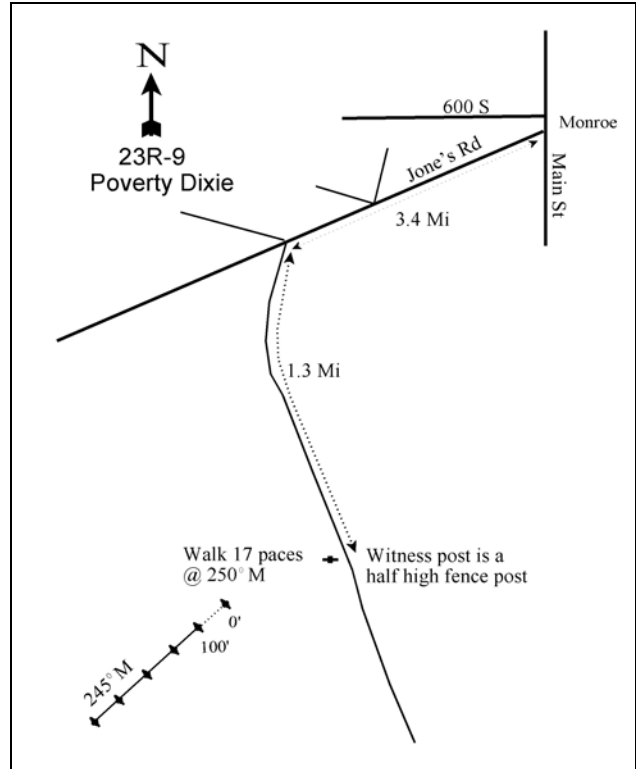 N
23R-9
Poverty Dixie
600 S
Monroe
Jone's Rd
Main St
3.4 Mi
1.3 Mi
Walk 17 paces
@ 250° M
Witness post is a
half high fence post
0'
100'
245° M